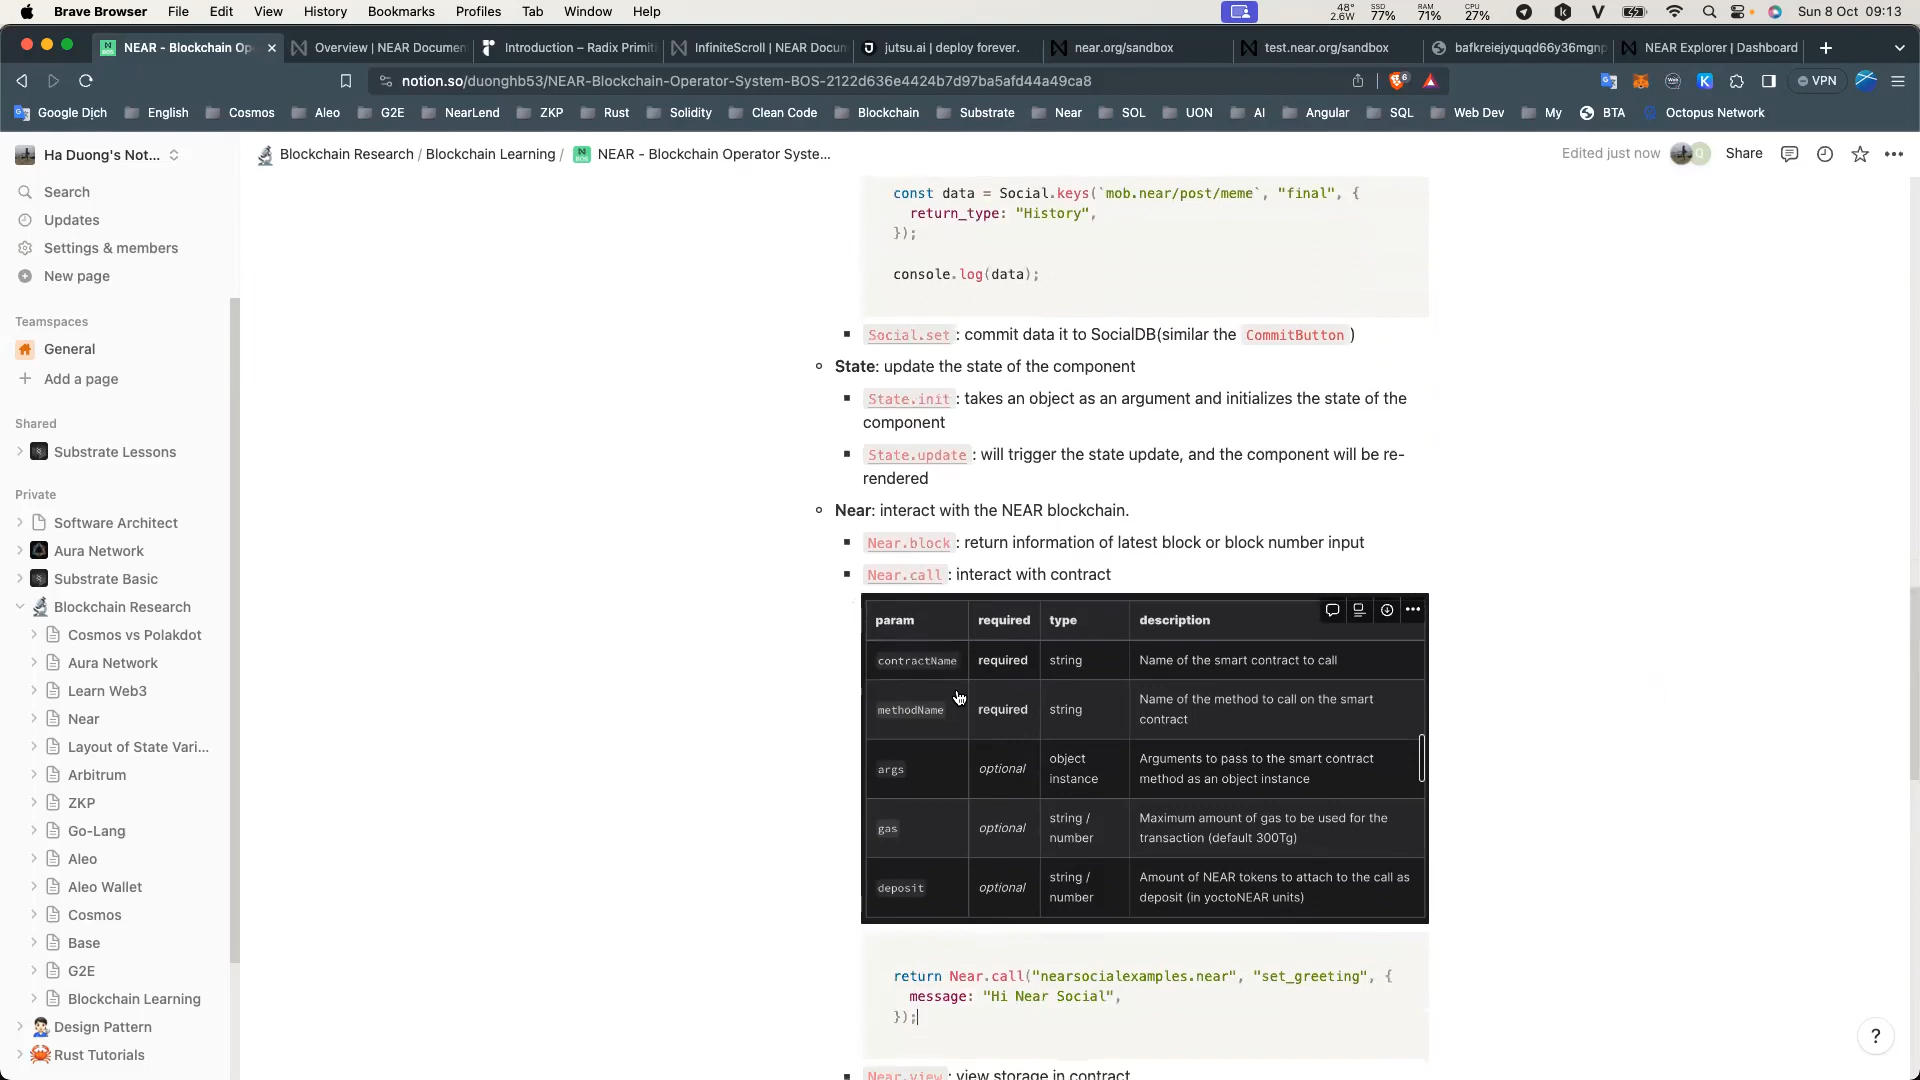 Brave Browser File Edit View History Bookmarks Profiles Tab Window Help 48° 2.6W SSD 77% RAM 71% CPU 27% Sun 8 Oct 09:13
NEAR - Blockchain Op Overview | NEAR Documen Introduction – Radix Primiti InfiniteScroll | NEAR Docun jutsu.ai | deploy forever. near.org/sandbox test.near.org/sandbox bafkreiejyquqd66y36mgnp NEAR Explorer | Dashboard
notion.so/duonghb53/NEAR-Blockchain-Operator-System-BOS-2122d636e4424b7d97ba5afd44a49ca8 6 VPN
Google Dịch English Cosmos Aleo G2E NearLend ZKP Rust Solidity Clean Code Blockchain Substrate Near SOL UON AI Angular SQL Web Dev My BTA Octopus Network
Ha Duong's Not...
Blockchain Research / Blockchain Learning / NEAR - Blockchain Operator Syste...
Edited just now Share
Search
Updates
Settings & members
New page
Teamspaces
General
Add a page
Shared
Substrate Lessons
Private
Software Architect
Aura Network
Substrate Basic
Blockchain Research
Cosmos vs Polakdot
Aura Network
Learn Web3
Near
Layout of State Vari...
Arbitrum
ZKP
Go-Lang
Aleo
Aleo Wallet
Cosmos
Base
G2E
Blockchain Learning
Design Pattern
Rust Tutorials
const data = Social.keys(`mob.near/post/meme`, "final", {
return_type: "History",
});
console.log(data);
Social.set: commit data it to SocialDB(similar the CommitButton )
State: update the state of the component
State.init: takes an object as an argument and initializes the state of the
component
State.update: will trigger the state update, and the component will be re-
rendered
Near: interact with the NEAR blockchain.
Near.block: return information of latest block or block number input
Near.call: interact with contract
param required type description
contractName required string Name of the smart contract to call
methodName required string Name of the method to call on the smart
contract
args optional object instance Arguments to pass to the smart contract
method as an object instance
gas optional string / number Maximum amount of gas to be used for the
transaction (default 300Tg)
deposit optional string / number Amount of NEAR tokens to attach to the call as
deposit (in yoctoNEAR units)
return Near.call("nearsocialexamples.near", "set_greeting", {
message: "Hi Near Social",
});
Near.view: view storage in contract
?